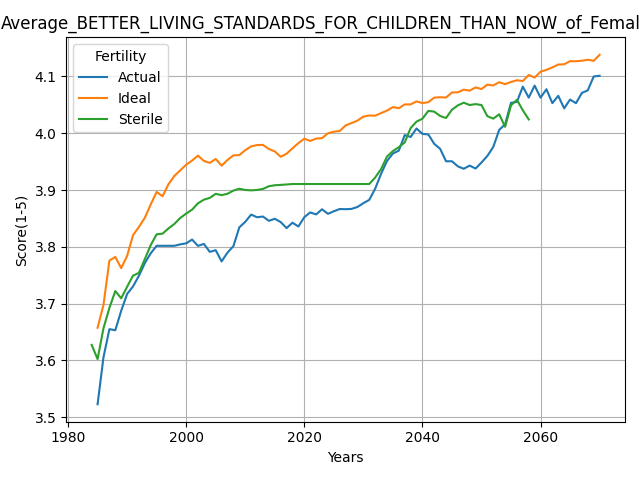 Average_BETTER_LIVING_STANDARDS_FOR_CHILDREN_THAN_NOW_of_Femal
Fertility
Actual
Ideal
Sterile
Score(1-5)
4.1
4.0
3.9
3.8
3.7
3.6
3.5
1980 2000 2020 2040 2060
Years